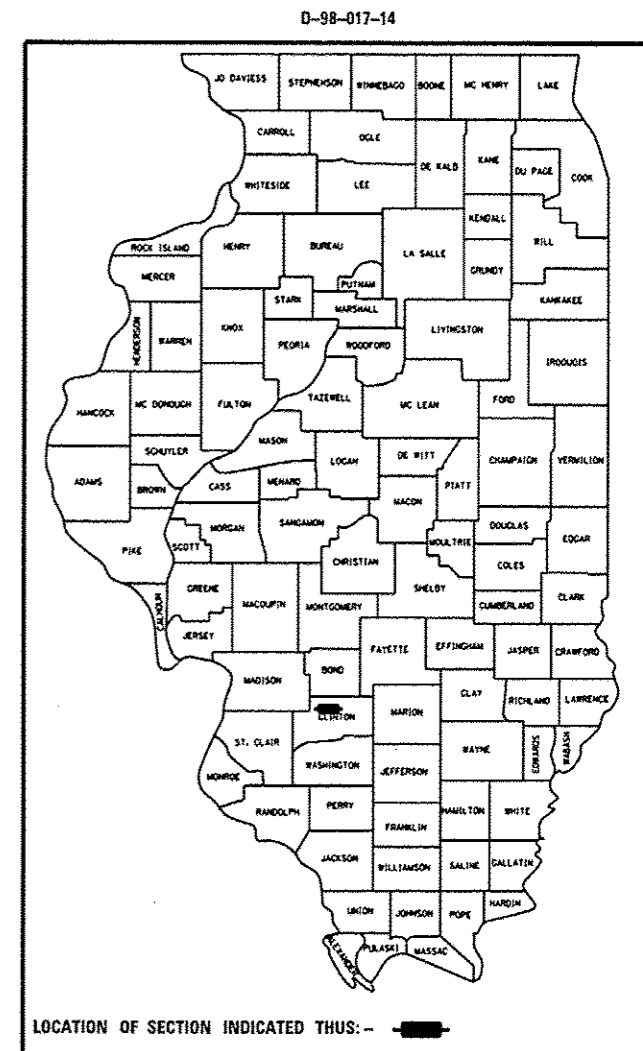 D-98-017-14
JO DAVIESS
STEPHENSON
WINNEBAGO
BOONE
MC HENRY
LAKE
CARROLL
OGLE
DE KALB
KANE
DU PAGE
COOK
WHITESIDE
LEE
KENDALL
WILL
ROCK ISLAND
HENRY
BUREAU
LA SALLE
GRUNDY
MERCER
PUTNAM
KANKAKEE
STARK
MARSHALL
HENDERSON
WARREN
KNOX
PEORIA
WOODFORD
LIVINGSTON
IROQUOIS
HANCOCK
MC DONOUGH
FULTON
TAZEWELL
MC LEAN
FORD
MASON
SCHUYLER
LOGAN
DE WITT
CHAMPAIGN
VERMILION
ADAMS
BROWN
CASS
MENARD
PIATT
MACON
MORGAN
SANGAMON
DOUGLAS
PIKE
SCOTT
CHRISTIAN
MOULTRIE
EDGAR
COLES
GREENE
MACOUPIN
MONTGOMERY
SHELBY
CALHOUN
CUMBERLAND
CLARK
JERSEY
FAYETTE
EFFINGHAM
JASPER
CRAWFORD
MADISON
BOND
CLAY
RICHLAND
LAWRENCE
CLINTON
MARION
ST. CLAIR
WAYNE
EDWARDS
WABASH
WASHINGTON
JEFFERSON
MONROE
RANDOLPH
PERRY
HAMILTON
WHITE
FRANKLIN
JACKSON
WILLIAMSON
SALINE
GALLATIN
UNION
JOHNSON
POPE
HARDIN
ALEXANDER
PULASKI
MASSAC
LOCATION OF SECTION INDICATED THUS: -